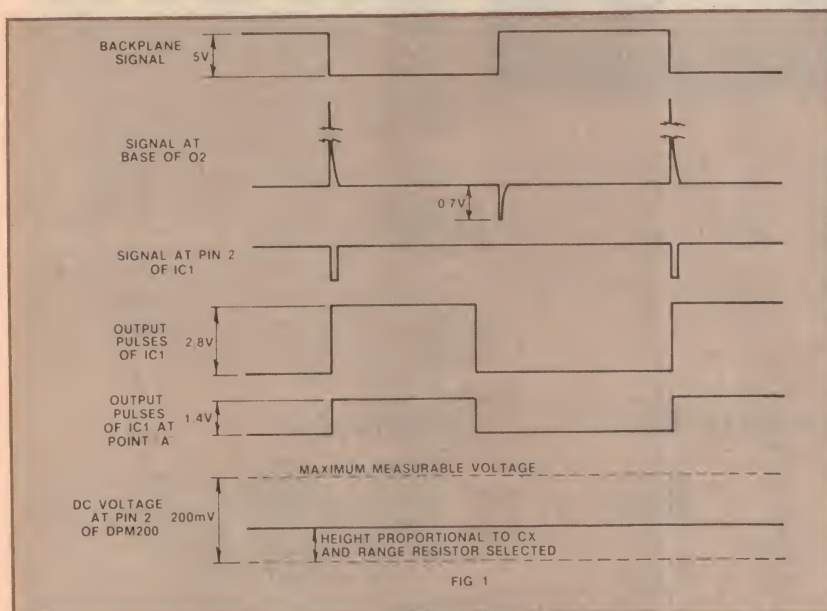 BACKPLANE
SIGNAL
5V
SIGNAL AT
BASE OF Q2
0.7V
SIGNAL AT PIN 2
OF IC1
OUTPUT
PULSES
OF IC1
2.8V
OUTPUT
PULSES
OF IC1 AT
POINT 'A'
1.4V
MAXIMUM MEASURABLE VOLTAGE
DC VOLTAGE
AT PIN 2
OF DPM200
200mV
HEIGHT PROPORTIONAL TO CX
AND RANGE RESISTOR SELECTED
FIG 1